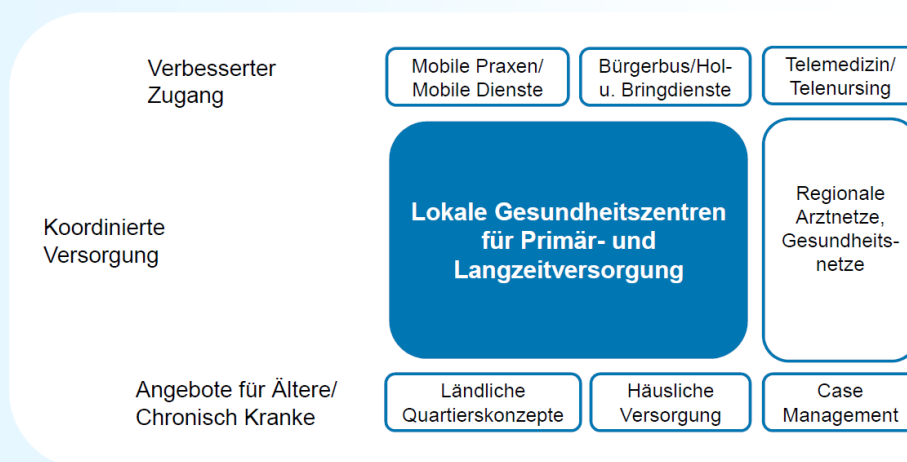 Verbesserter
Zugang
Mobile Praxen/
Mobile Dienste
Bürgerbus/Hol-
u. Bringdienste
Telemedizin/
Telenursing
Koordinierte
Versorgung
Lokale Gesundheitszentren
für Primär- und
Langzeitversorgung
Regionale
Arztnetze,
Gesundheits-
netze
Angebote für Ältere/
Chronisch Kranke
Ländliche
Quartierskonzepte
Häusliche
Versorgung
Case
Management